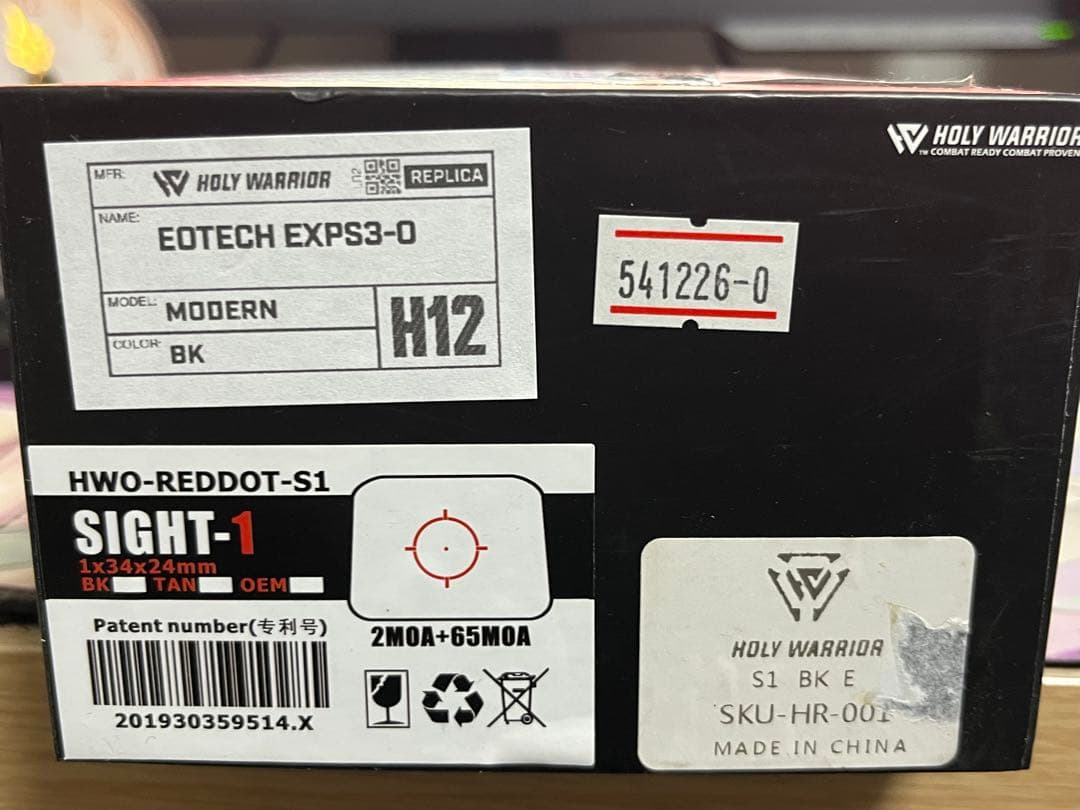 HOLY WARRIOR
TM COMBAT READY COMBAT PROVEN
MFR:
HOLY WARRIOR
REPLICA
NAME:
EOTECH EXPS3-0
MODEL:
MODERN
COLOR:
BK
H12
541226-0
HWO-REDDOT-S1
SIGHT-1
1x34x24mm
BK TAN OEM
2MOA+65MOA
Patent number(专利号)
201930359514.X
HOLY WARRIOR
S1 BK E
SKU-HR-001
MADE IN CHINA